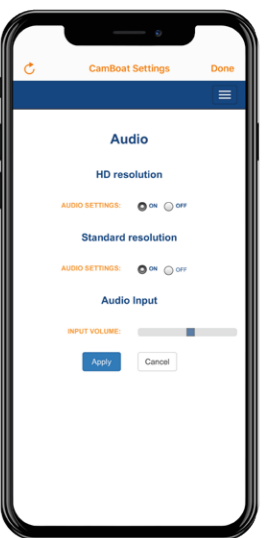 CamBoat Settings Done
Audio
HD resolution
AUDIO SETTINGS: ON OFF
Standard resolution
AUDIO SETTINGS: ON OFF
Audio Input
INPUT VOLUME:
Apply Cancel